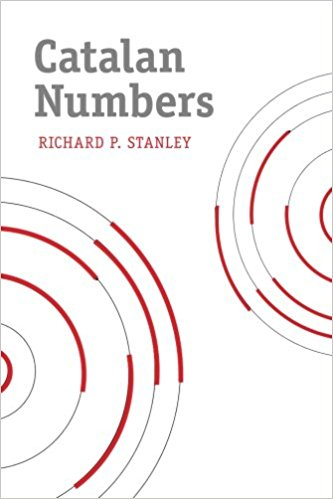 Catalan
Numbers
RICHARD P. STANLEY